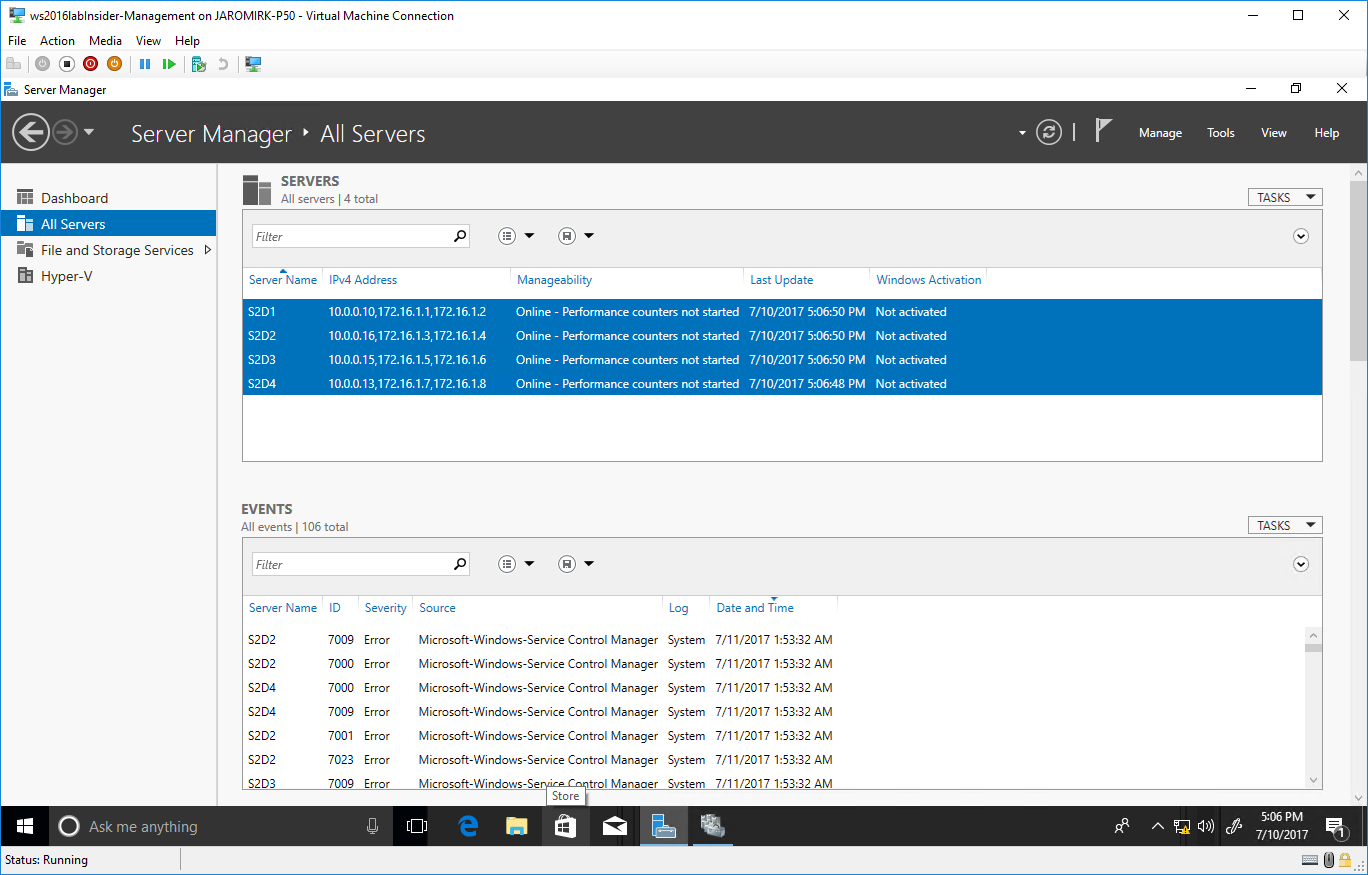 ws2016labInsider-Management on JAROMIRK-P50 - Virtual Machine Connection
File Action Media View Help
Server Manager
Server Manager All Servers
Manage Tools View Help
Dashboard
All Servers
File and Storage Services
Hyper-V
SERVERS
All servers | 4 total
TASKS
Filter
Server Name IPv4 Address Manageability Last Update Windows Activation
S2D1 10.0.0.10,172.16.1.1,172.16.1.2 Online - Performance counters not started 7/10/2017 5:06:50 PM Not activated
S2D2 10.0.0.16,172.16.1.3,172.16.1.4 Online - Performance counters not started 7/10/2017 5:06:50 PM Not activated
S2D3 10.0.0.15,172.16.1.5,172.16.1.6 Online - Performance counters not started 7/10/2017 5:06:50 PM Not activated
S2D4 10.0.0.13,172.16.1.7,172.16.1.8 Online - Performance counters not started 7/10/2017 5:06:48 PM Not activated
EVENTS
All events | 106 total
TASKS
Filter
Server Name ID Severity Source Log Date and Time
S2D2 7009 Error Microsoft-Windows-Service Control Manager System 7/11/2017 1:53:32 AM
S2D2 7000 Error Microsoft-Windows-Service Control Manager System 7/11/2017 1:53:32 AM
S2D4 7000 Error Microsoft-Windows-Service Control Manager System 7/11/2017 1:53:32 AM
S2D4 7009 Error Microsoft-Windows-Service Control Manager System 7/11/2017 1:53:32 AM
S2D2 7001 Error Microsoft-Windows-Service Control Manager System 7/11/2017 1:53:32 AM
S2D2 7023 Error Microsoft-Windows-Service Control Manager System 7/11/2017 1:53:32 AM
S2D3 7009 Error Microsoft-Windows-Service Control Manager System 7/11/2017 1:53:32 AM
Store
Ask me anything
5:06 PM
7/10/2017
1
Status: Running